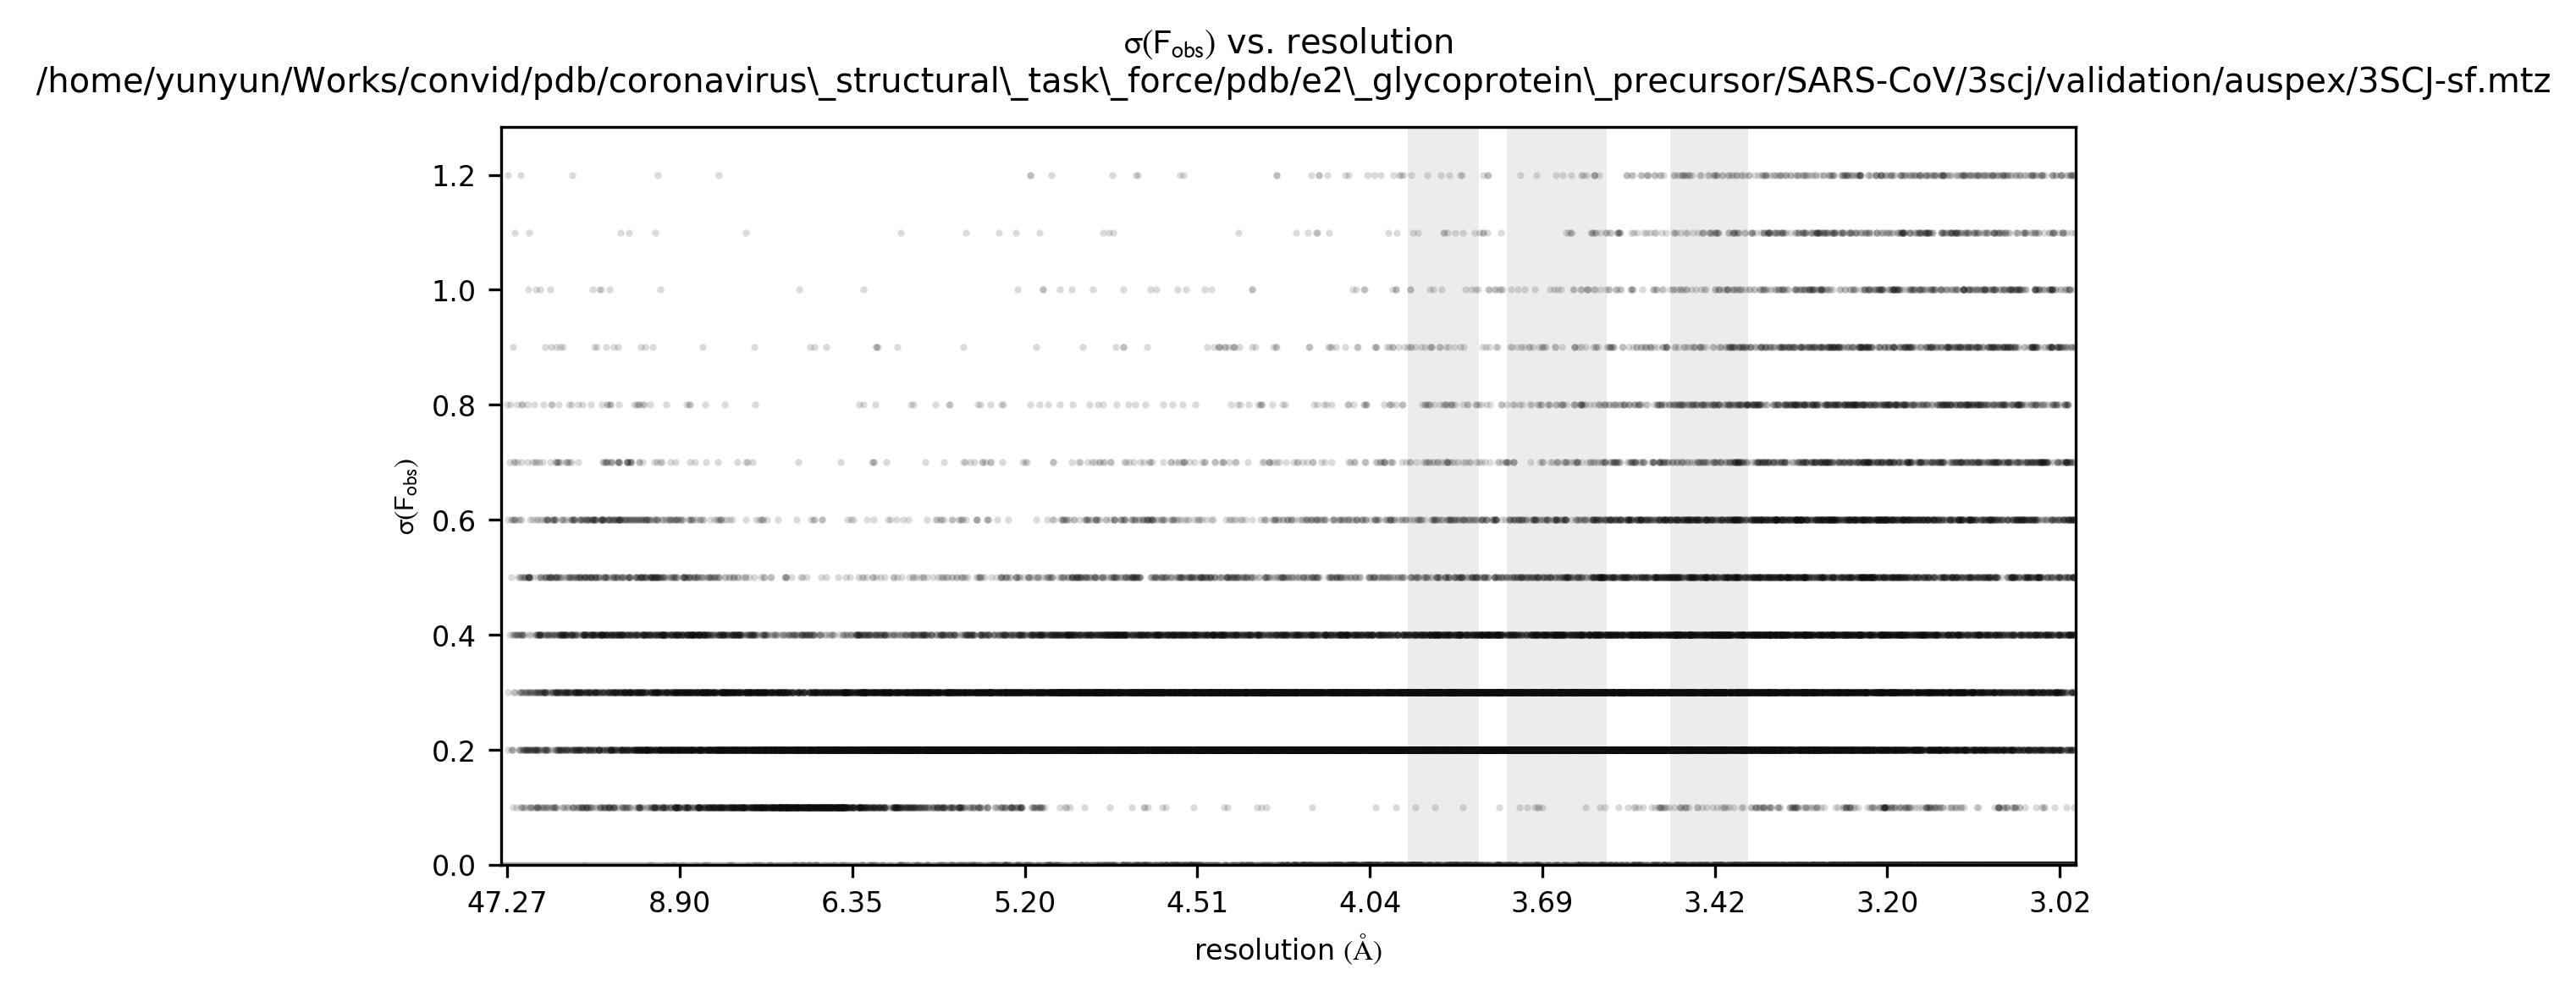 σ(F_obs) vs. resolution
/home/yunyun/Works/convid/pdb/coronavirus\_structural\_task\_force/pdb/e2\_glycoprotein\_precursor/SARS-CoV/3scj/validation/auspex/3SCJ-sf.mtz
σ(F_obs)
1.2
1.0
0.8
0.6
0.4
0.2
0.0
47.27 8.90 6.35 5.20 4.51 4.04 3.69 3.42 3.20 3.02
resolution (Å)